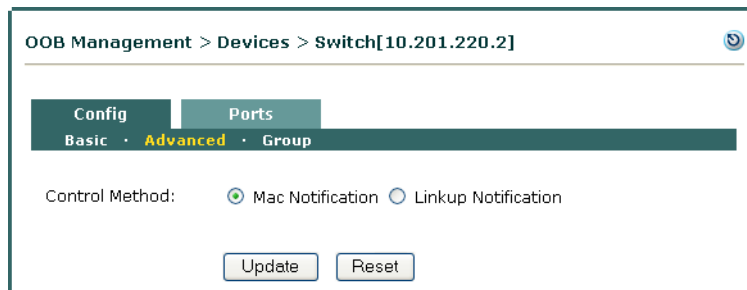 OOB Management > Devices > Switch[10.201.220.2]
Config Ports
Basic · Advanced · Group
Control Method: Mac Notification Linkup Notification
Update Reset